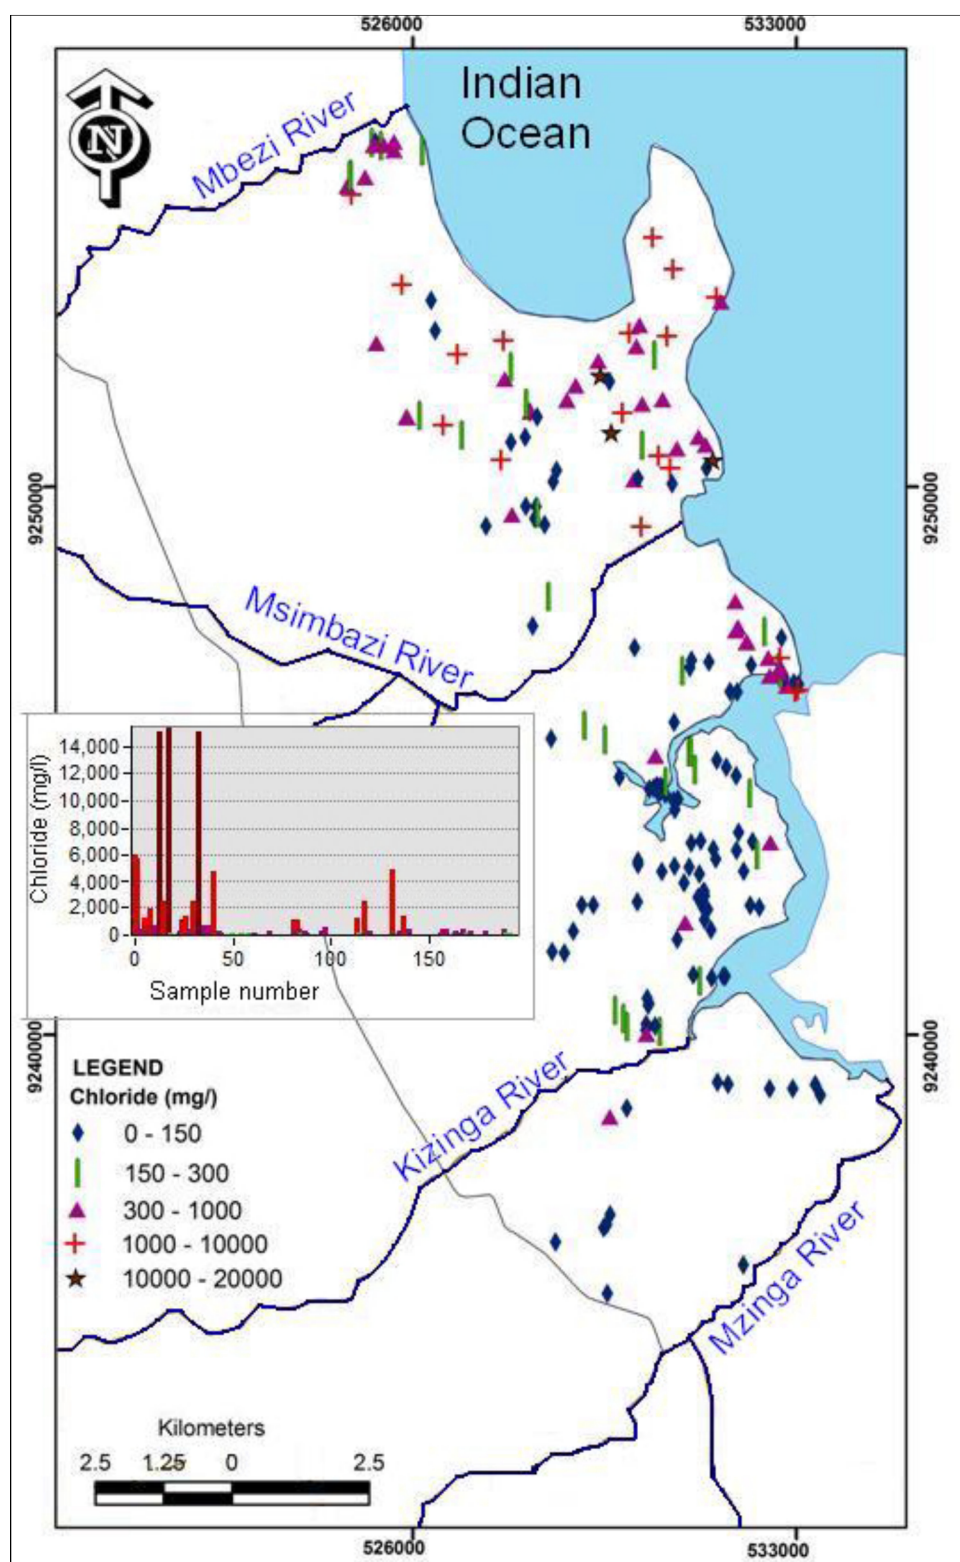 526000
533000
Indian
Ocean
N
Mbezi River
9250000
9250000
Msimbazi River
14,000
12,000
10,000
8,000
6,000
4,000
2,000
0
Chloride (mg/l)
0
50
100
150
Sample number
9240000
9240000
LEGEND
Chloride (mg/)
0 - 150
150 - 300
300 - 1000
1000 - 10000
10000 - 20000
Kizinga River
Mzinga River
Kilometers
2.5 1.25 0 2.5
526000
533000